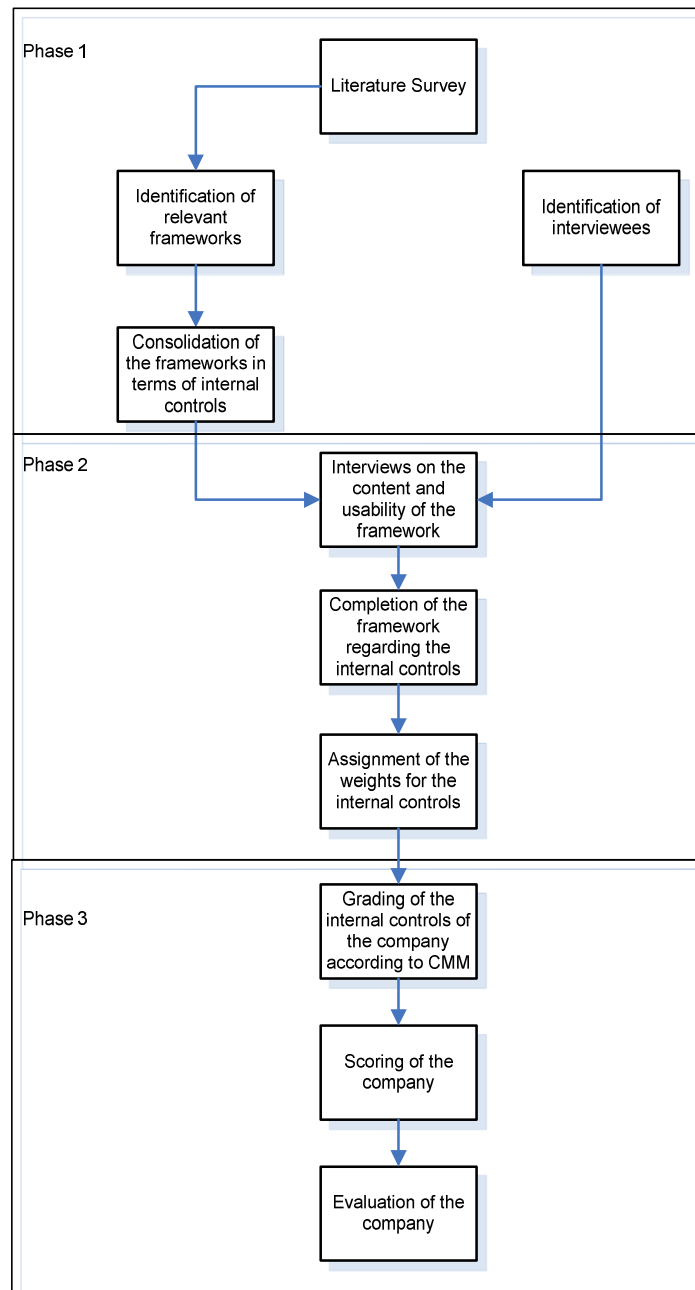 Phase 1
Literature Survey
Identification of
relevant
frameworks
Identification of
interviewees
Consolidation of
the frameworks in
terms of internal
controls
Phase 2
Interviews on the
content and
usability of the
framework
Completion of the
framework
regarding the
internal controls
Assignment of the
weights for the
internal controls
Phase 3
Grading of the
internal controls of
the company
according to CMM
Scoring of the
company
Evaluation of the
company